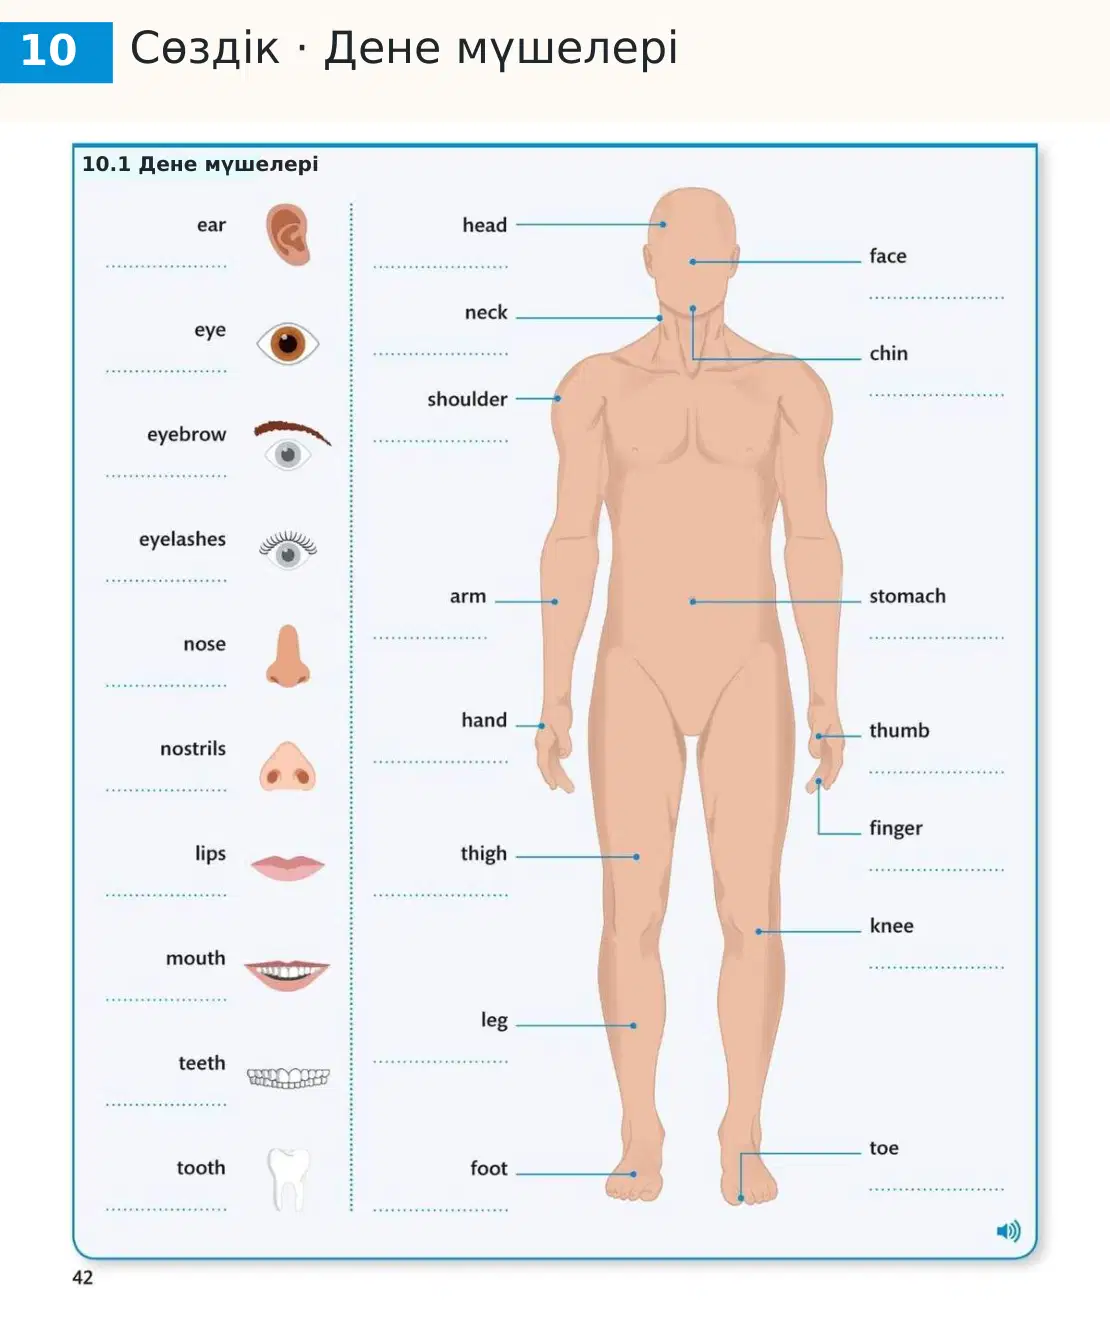 10 Сөздік · Дене мүшелері
10.1 Дене мүшелері
ear
eye
eyebrow
eyelashes
nose
nostrils
lips
mouth
teeth
tooth
head
neck
shoulder
arm
hand
thigh
leg
foot
face
chin
stomach
thumb
finger
knee
toe
42